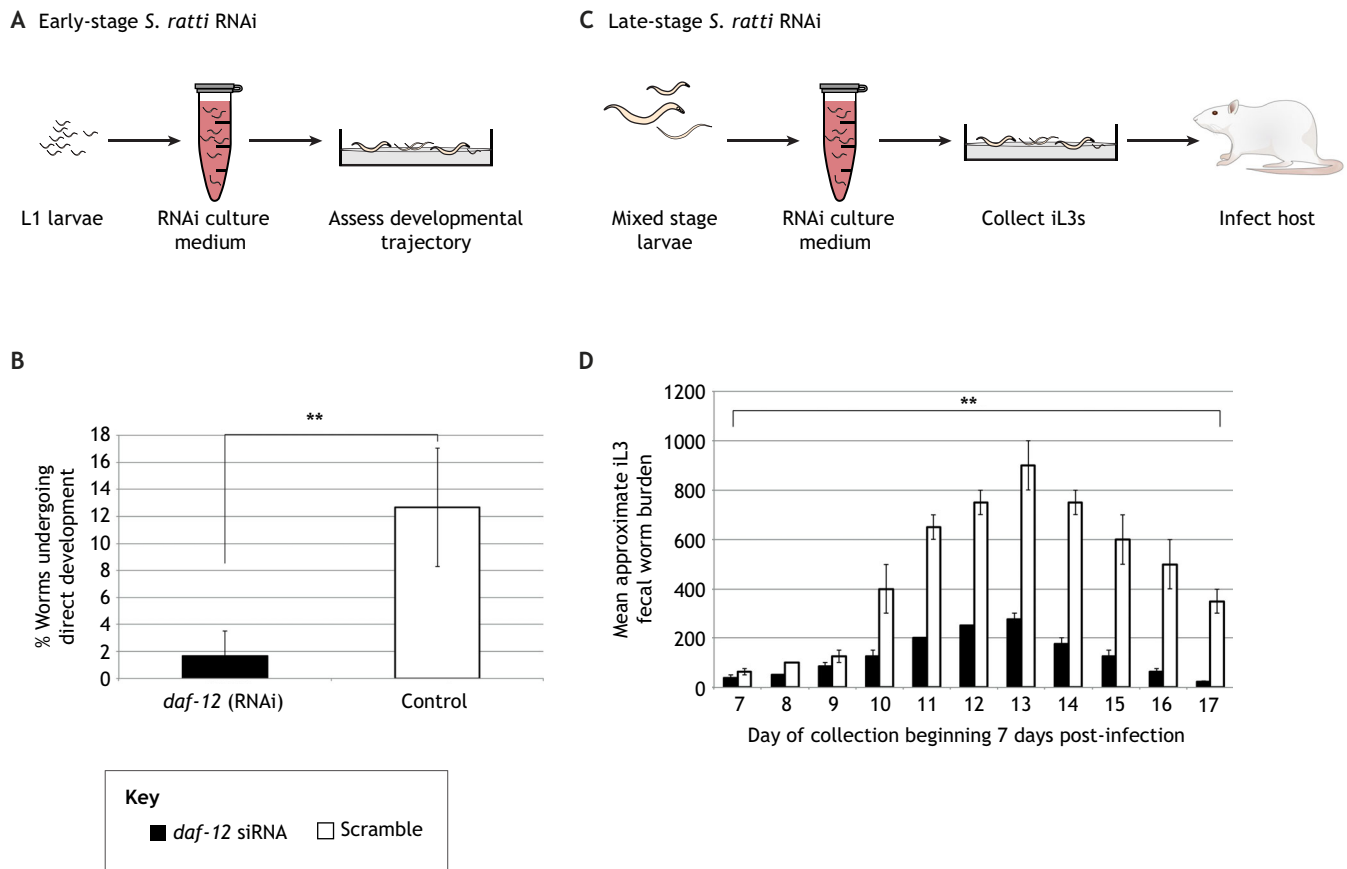 A Early-stage S. ratti RNAi
L1 larvae
RNAi culture
medium
Assess developmental
trajectory
C Late-stage S. ratti RNAi
Mixed stage
larvae
RNAi culture
medium
Collect iL3s
Infect host
B
**
% Worms undergoing
direct development
18
16
14
12
10
8
6
4
2
0
daf-12 (RNAi)
Control
Key
daf-12 siRNA
Scramble
D
**
Mean approximate iL3
fecal worm burden
1200
1000
800
600
400
200
0
7 8 9 10 11 12 13 14 15 16 17
Day of collection beginning 7 days post-infection